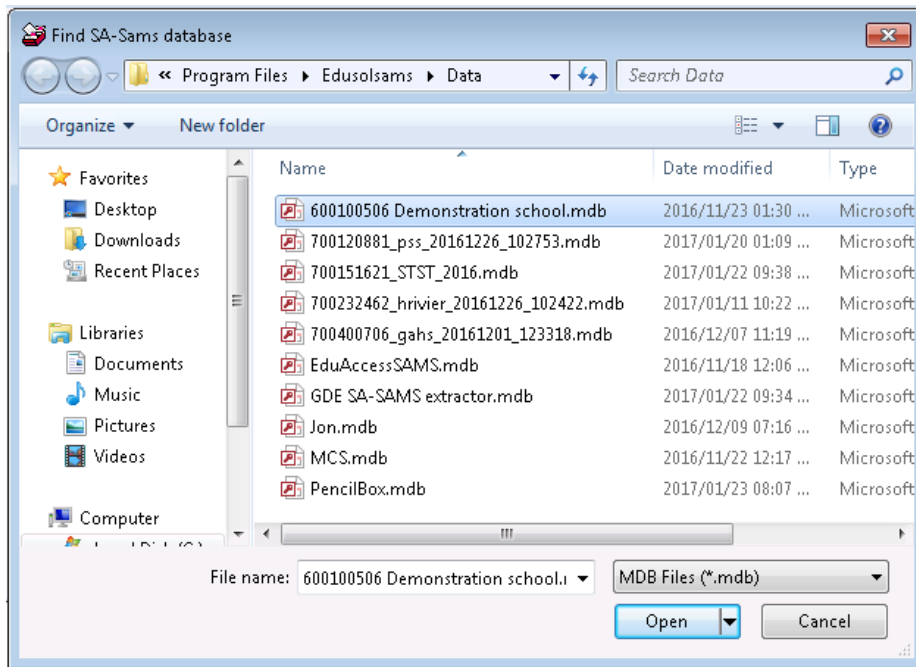 Find SA-Sams database
« Program Files ▸ Edusolsams ▸ Data
Search Data
Organize
New folder
Name
Date modified
Type
Favorites
Desktop
Downloads
Recent Places
Libraries
Documents
Music
Pictures
Videos
Computer
600100506 Demonstration school.mdb 2016/11/23 01:30 ... Microsoft
700120881_pss_20161226_102753.mdb 2017/01/20 01:09 ... Microsoft
700151621_STST_2016.mdb 2017/01/22 09:38 ... Microsoft
700232462_hrivier_20161226_102422.mdb 2017/01/11 10:22 ... Microsoft
700400706_gahs_20161201_123318.mdb 2016/12/07 11:19 ... Microsoft
EduAccessSAMS.mdb 2016/11/18 12:06 ... Microsoft
GDE SA-SAMS extractor.mdb 2017/01/22 09:34 ... Microsoft
Jon.mdb 2016/12/09 07:16 ... Microsoft
MCS.mdb 2016/11/22 12:17 ... Microsoft
PencilBox.mdb 2017/01/23 08:07 ... Microsoft
File name: 600100506 Demonstration school.
MDB Files (*.mdb)
Open
Cancel